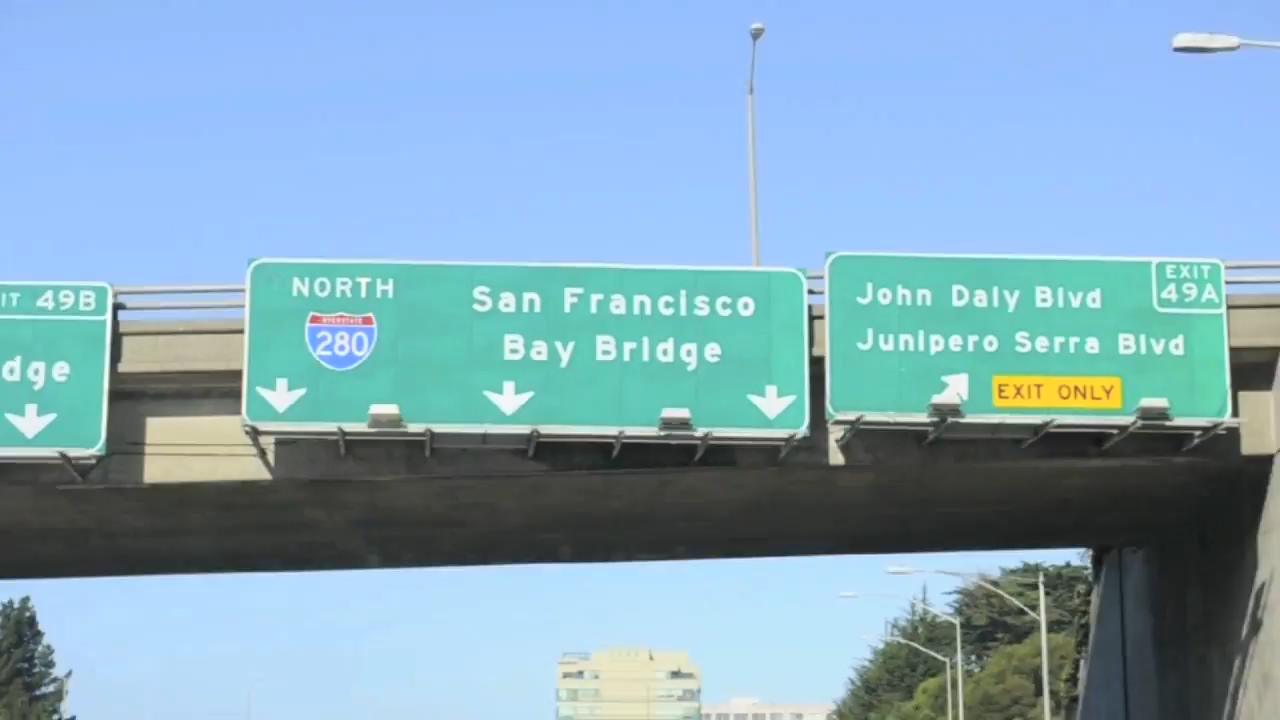 IT 49B
dge
NORTH
INTERSTATE
280
San Francisco
Bay Bridge
John Daly Blvd
Junipero Serra Blvd
EXIT
49A
EXIT ONLY